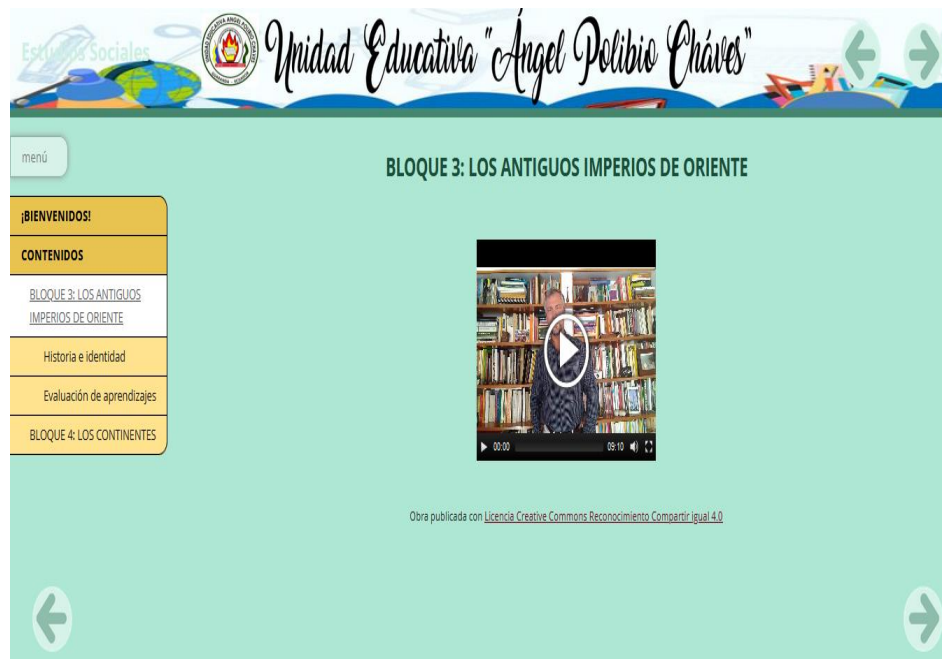 Estudios Sociales
Unidad Educativa "Ángel Polibio Cháves"
menú
BLOQUE 3: LOS ANTIGUOS IMPERIOS DE ORIENTE
¡BIENVENIDOS!
CONTENIDOS
BLOQUE 3: LOS ANTIGUOS
IMPERIOS DE ORIENTE
Historia e identidad
Evaluación de aprendizajes
BLOQUE 4: LOS CONTINENTES
00:00 09:10
Obra publicada con Licencia Creative Commons Reconocimiento Compartir igual 4.0